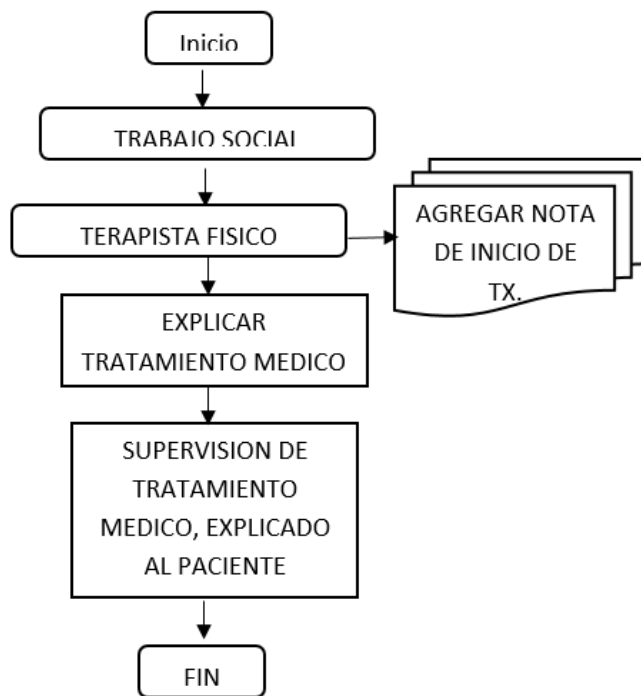 Inicio
TRABAJO SOCIAL
TERAPISTA FISICO
AGREGAR NOTA
DE INICIO DE
TX.
EXPLICAR
TRATAMIENTO MEDICO
SUPERVISION DE
TRATAMIENTO
MEDICO, EXPLICADO
AL PACIENTE
FIN